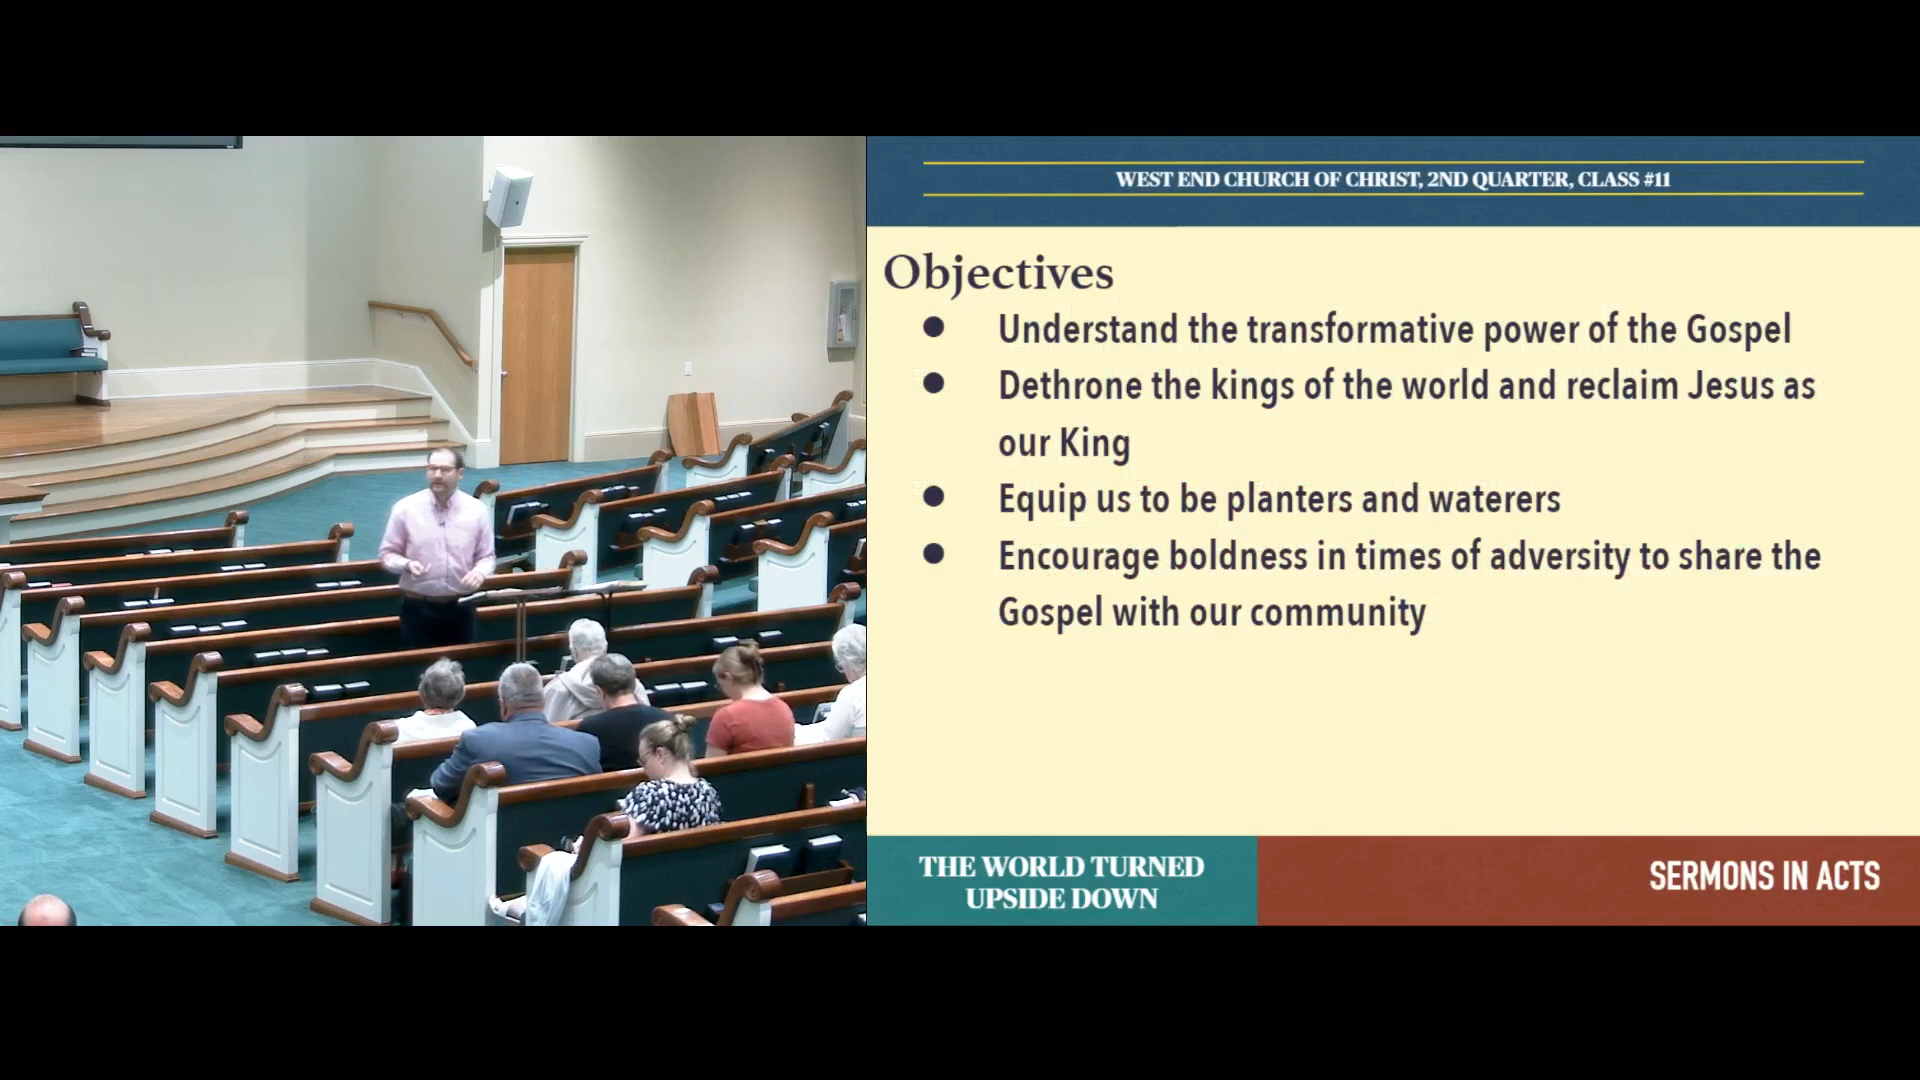 WEST END CHURCH OF CHRIST, 2ND QUARTER, CLASS #11
Objectives
● Understand the transformative power of the Gospel
● Dethrone the kings of the world and reclaim Jesus as
our King
● Equip us to be planters and waterers
● Encourage boldness in times of adversity to share the
Gospel with our community
THE WORLD TURNED
UPSIDE DOWN
SERMONS IN ACTS